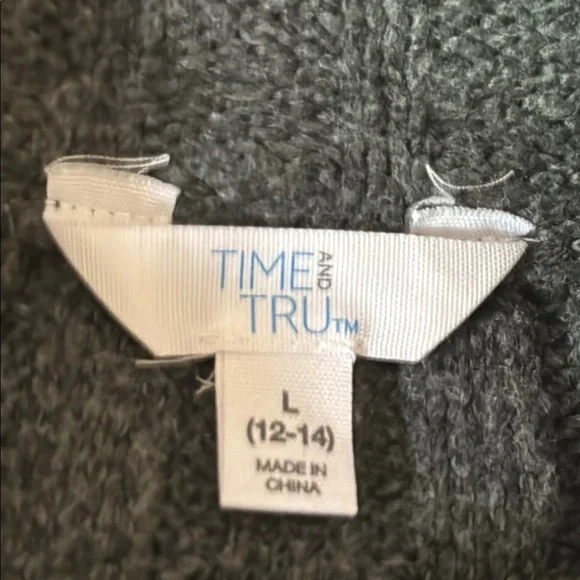 TIME AND
TRU™
L
(12-14)
MADE IN
CHINA